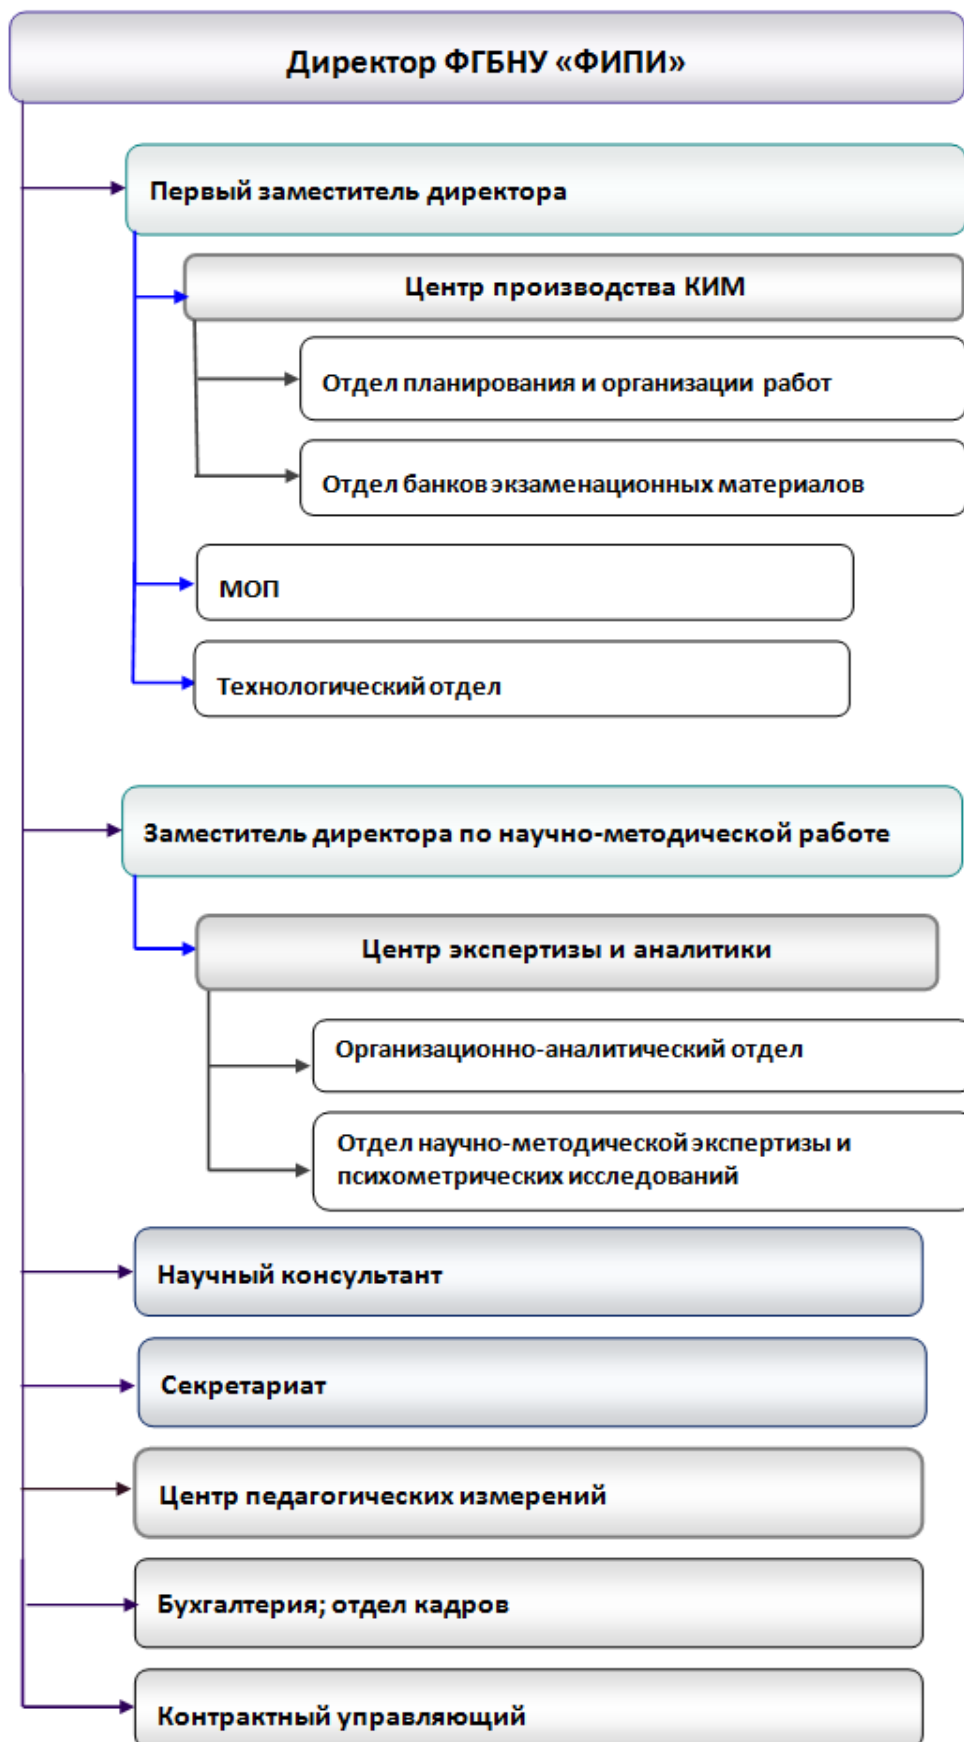 Директор ФГБНУ «ФИПИ»
Первый заместитель директора
Центр производства КИМ
Отдел планирования и организации работ
Отдел банков экзаменационных материалов
МОП
Технологический отдел
Заместитель директора по научно-методической работе
Центр экспертизы и аналитики
Организационно-аналитический отдел
Отдел научно-методической экспертизы и
психометрических исследований
Научный консультант
Секретариат
Центр педагогических измерений
Бухгалтерия; отдел кадров
Контрактный управляющий